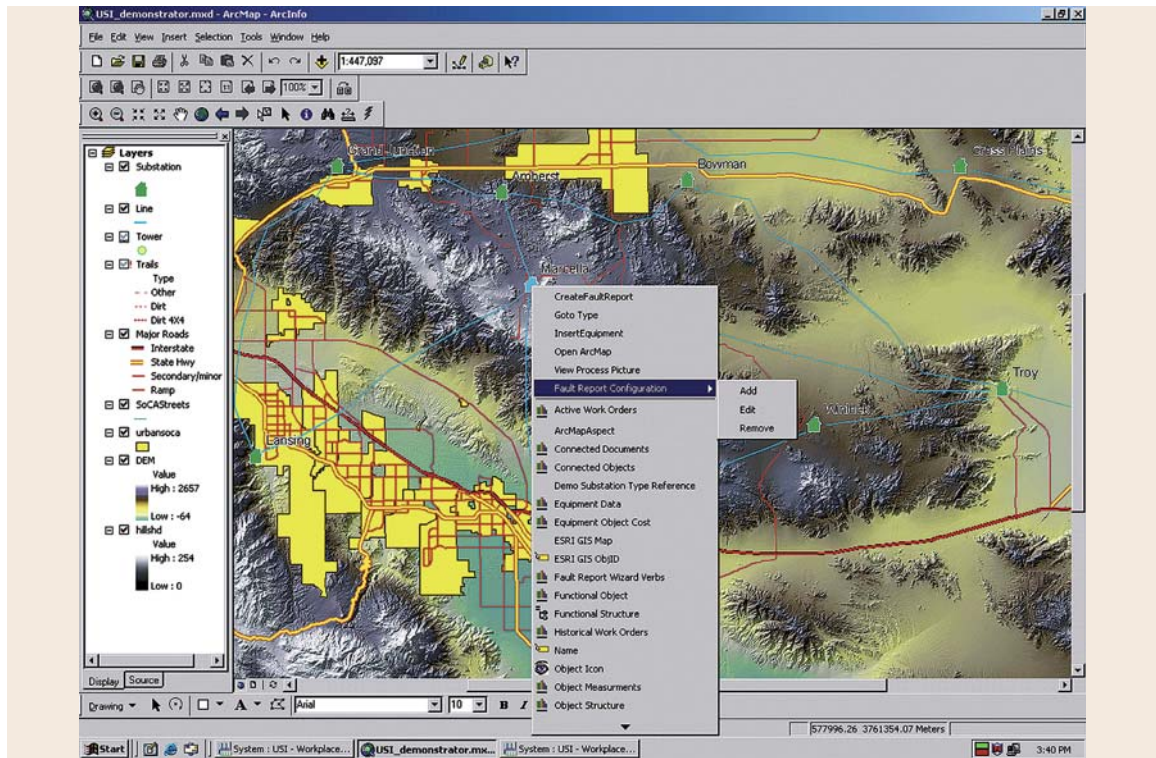 USI_demonstrator.mxd - ArcMap - ArcInfo
File Edit View Insert Selection Tools Window Help
1:447,097
100%
Layers
Substation
Line
Tower
Trails
Type
Other
Dirt
Dirt 4X4
Major Roads
Interstate
State Hwy
Secondary/minor
Ramp
SoCAStreets
urbansoca
DEM
Value
High : 2657
Low : -64
hillshd
Value
High : 254
Low : 0
Display Source
Grand Junction
Amherst
Bowman
Cross Plains
Marcella
Troy
Lansing
CreateFaultReport
Goto Type
InsertEquipment
Open ArcMap
View Process Picture
Fault Report Configuration
Add
Edit
Remove
Active Work Orders
ArcMapAspect
Connected Documents
Connected Objects
Demo Substation Type Reference
Equipment Data
Equipment Object Cost
ESRI GIS Map
ESRI GIS ObjID
Fault Report Wizard Verbs
Functional Object
Functional Structure
Historical Work Orders
Name
Object Icon
Object Measurments
Object Structure
Drawing A Arial 10 B I
577996.26 3761354.07 Meters
Start System : USI - Workplace... USI_demonstrator.mx... System : USI - Workplace... 3:40 PM